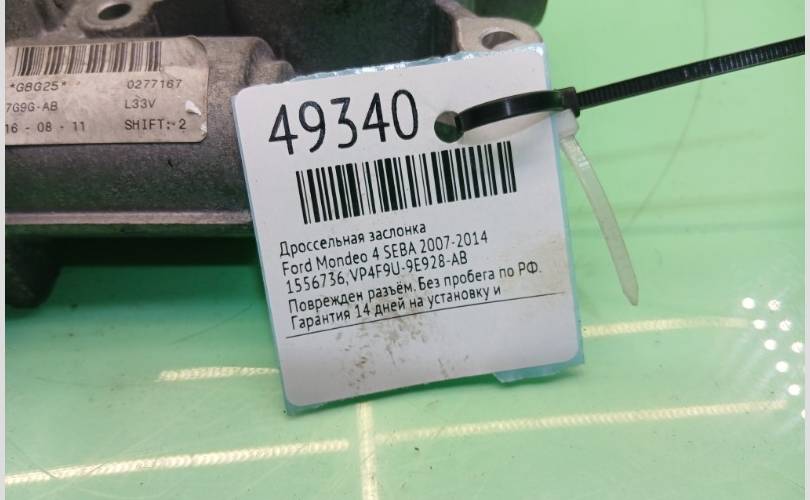 *G8G25* 0277167
7G9G-AB L33V
16 - 08 - 11 SHIFT: 2
49340
Дроссельная заслонка
Ford Mondeo 4 SEBA 2007-2014
1556736, VP4F9U-9E928-AB
Поврежден разъём. Без пробега по РФ.
Гарантия 14 дней на установку и